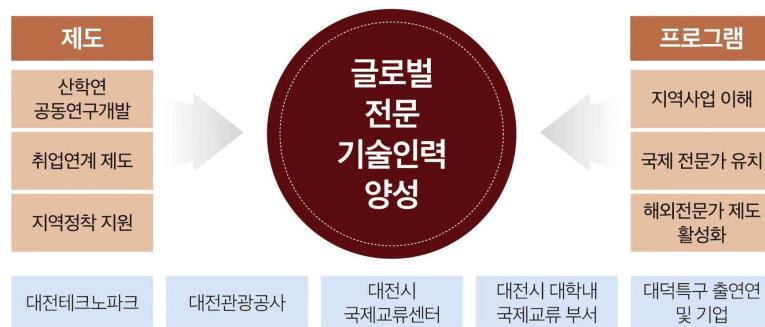 제도
산학연
공동연구개발
취업연계 제도
지역정착 지원
글로벌
전문
기술인력
양성
프로그램
지역사업 이해
국제 전문가 유치
해외전문가 제도
활성화
대전테크노파크
대전관광공사
대전시
국제교류센터
대전시 대학내
국제교류 부서
대덕특구 출연연
및 기업